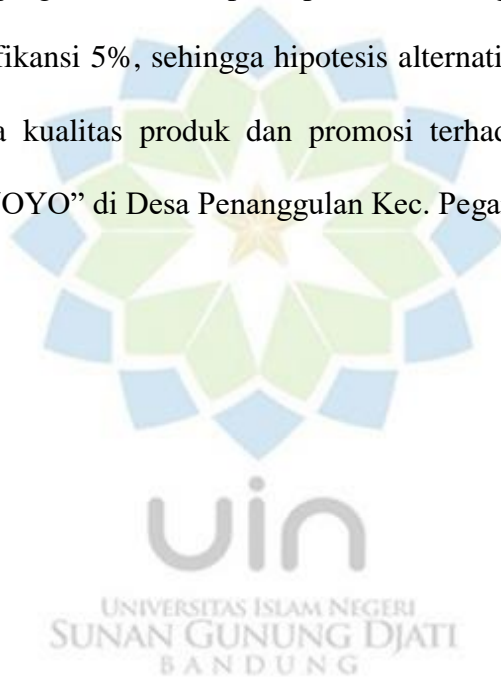 fikansi 5%, sehingga hipotesis alternati
kualitas produk dan promosi terhad
OYO” di Desa Penanggulan Kec. Pega
uin
UNIVERSITAS ISLAM NEGERI
SUNAN GUNUNG DJATI
BANDUNG